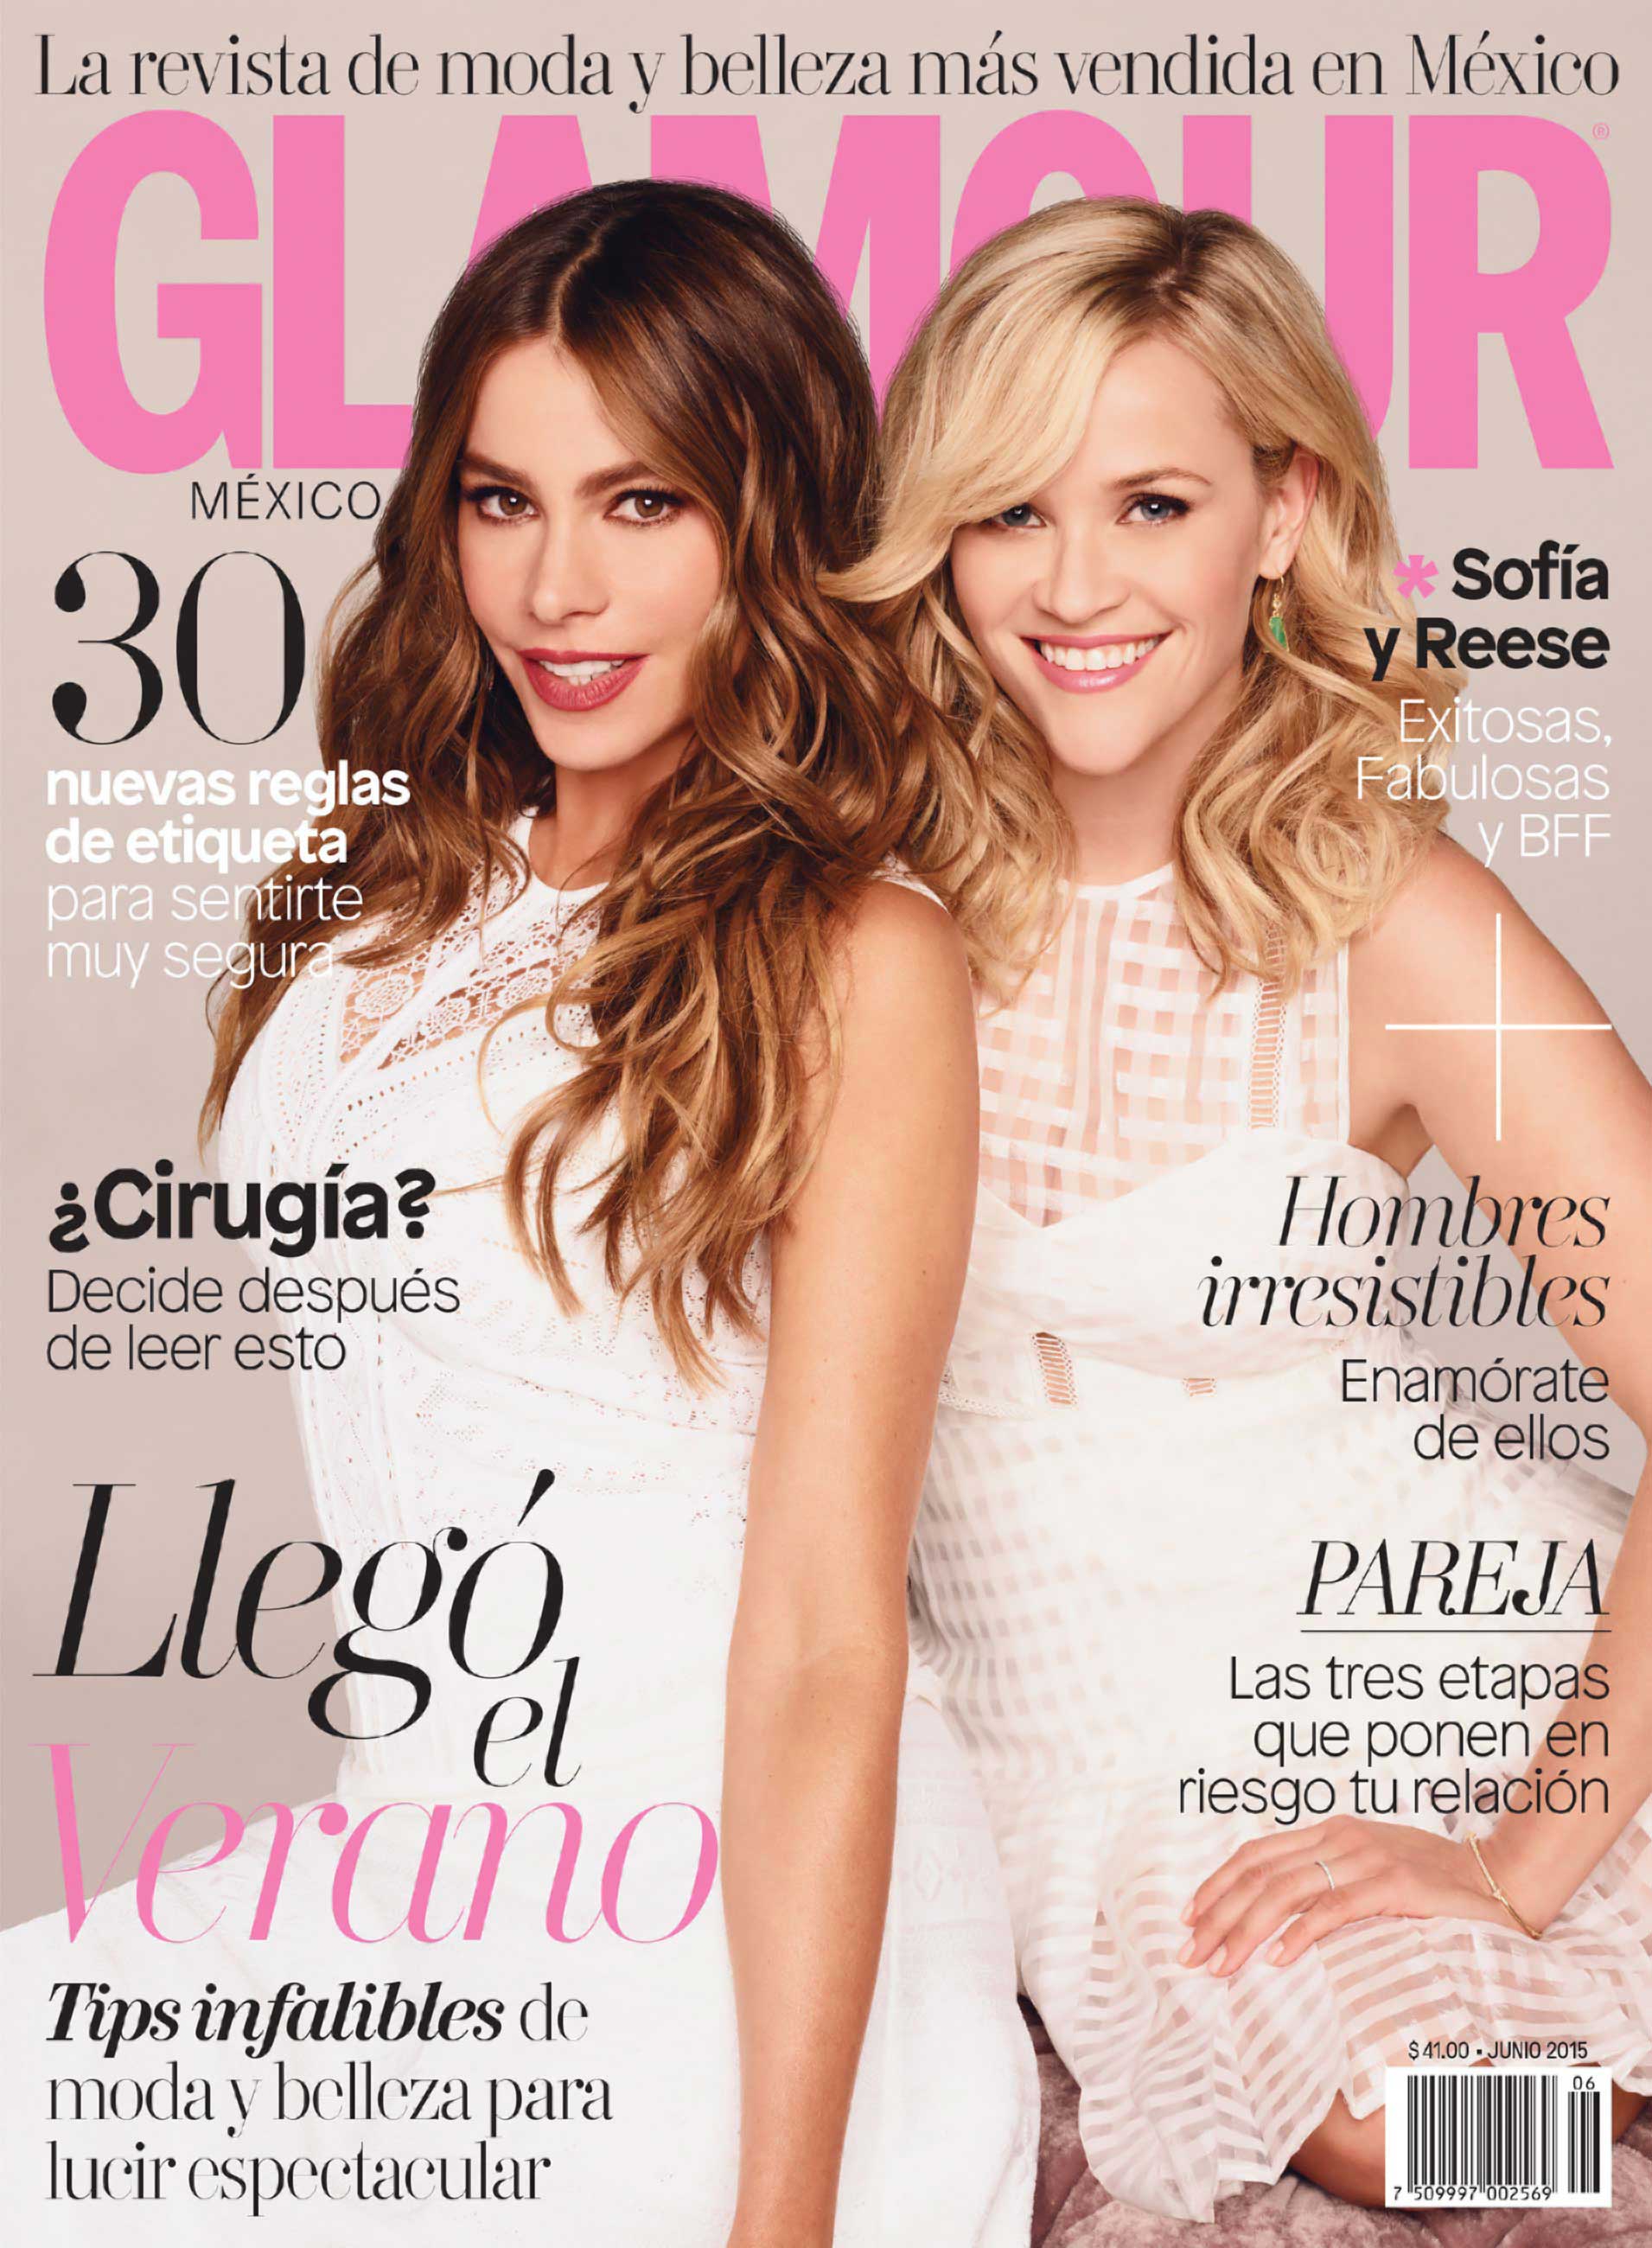 La revista de moda y belleza más vendida en México
GLAMOUR®
MÉXICO
30
nuevas reglas
de etiqueta
para sentirte
muy segura
* Sofía
y Reese
Exitosas,
Fabulosas
y BFF
+
¿Cirugía?
Decide después
de leer esto
Hombres
irresistibles
Enamórate
de ellos
Llegó
el
Verano
Tips infalibles de
moda y belleza para
lucir espectacular
PAREJA
Las tres etapas
que ponen en
riesgo tu relación
$41.00 • JUNIO 2015
06
7 509997 002569